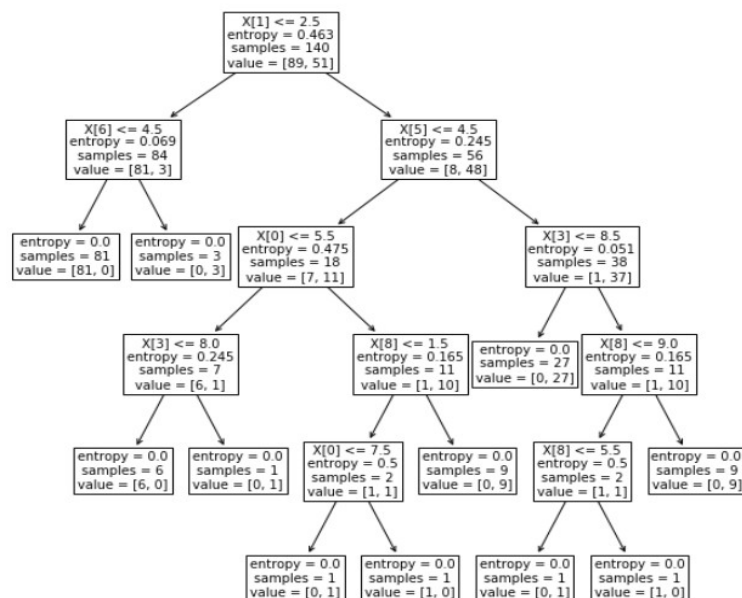 X[1] <= 2.5
entropy = 0.463
samples = 140
value = [89, 51]
X[6] <= 4.5
entropy = 0.069
samples = 84
value = [81, 3]
X[5] <= 4.5
entropy = 0.245
samples = 56
value = [8, 48]
entropy = 0.0
samples = 81
value = [81, 0]
entropy = 0.0
samples = 3
value = [0, 3]
X[0] <= 5.5
entropy = 0.475
samples = 18
value = [7, 11]
X[3] <= 8.5
entropy = 0.051
samples = 38
value = [1, 37]
X[3] <= 8.0
entropy = 0.245
samples = 7
value = [6, 1]
X[8] <= 1.5
entropy = 0.165
samples = 11
value = [1, 10]
entropy = 0.0
samples = 27
value = [0, 27]
X[8] <= 9.0
entropy = 0.165
samples = 11
value = [1, 10]
entropy = 0.0
samples = 6
value = [6, 0]
entropy = 0.0
samples = 1
value = [0, 1]
X[0] <= 7.5
entropy = 0.5
samples = 2
value = [1, 1]
entropy = 0.0
samples = 9
value = [0, 9]
X[8] <= 5.5
entropy = 0.5
samples = 2
value = [1, 1]
entropy = 0.0
samples = 9
value = [0, 9]
entropy = 0.0
samples = 1
value = [0, 1]
entropy = 0.0
samples = 1
value = [1, 0]
entropy = 0.0
samples = 1
value = [0, 1]
entropy = 0.0
samples = 1
value = [1, 0]